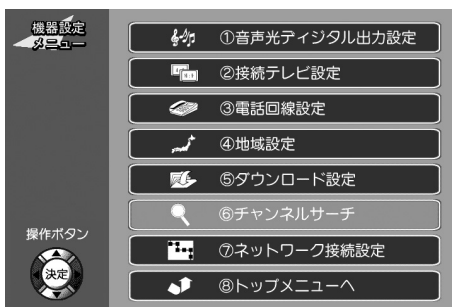 機器設定
メニュー
①音声光ディジタル出力設定
②接続テレビ設定
③電話回線設定
④地域設定
⑤ダウンロード設定
⑥チャンネルサーチ
⑦ネットワーク接続設定
⑧トップメニューへ
操作ボタン
決定